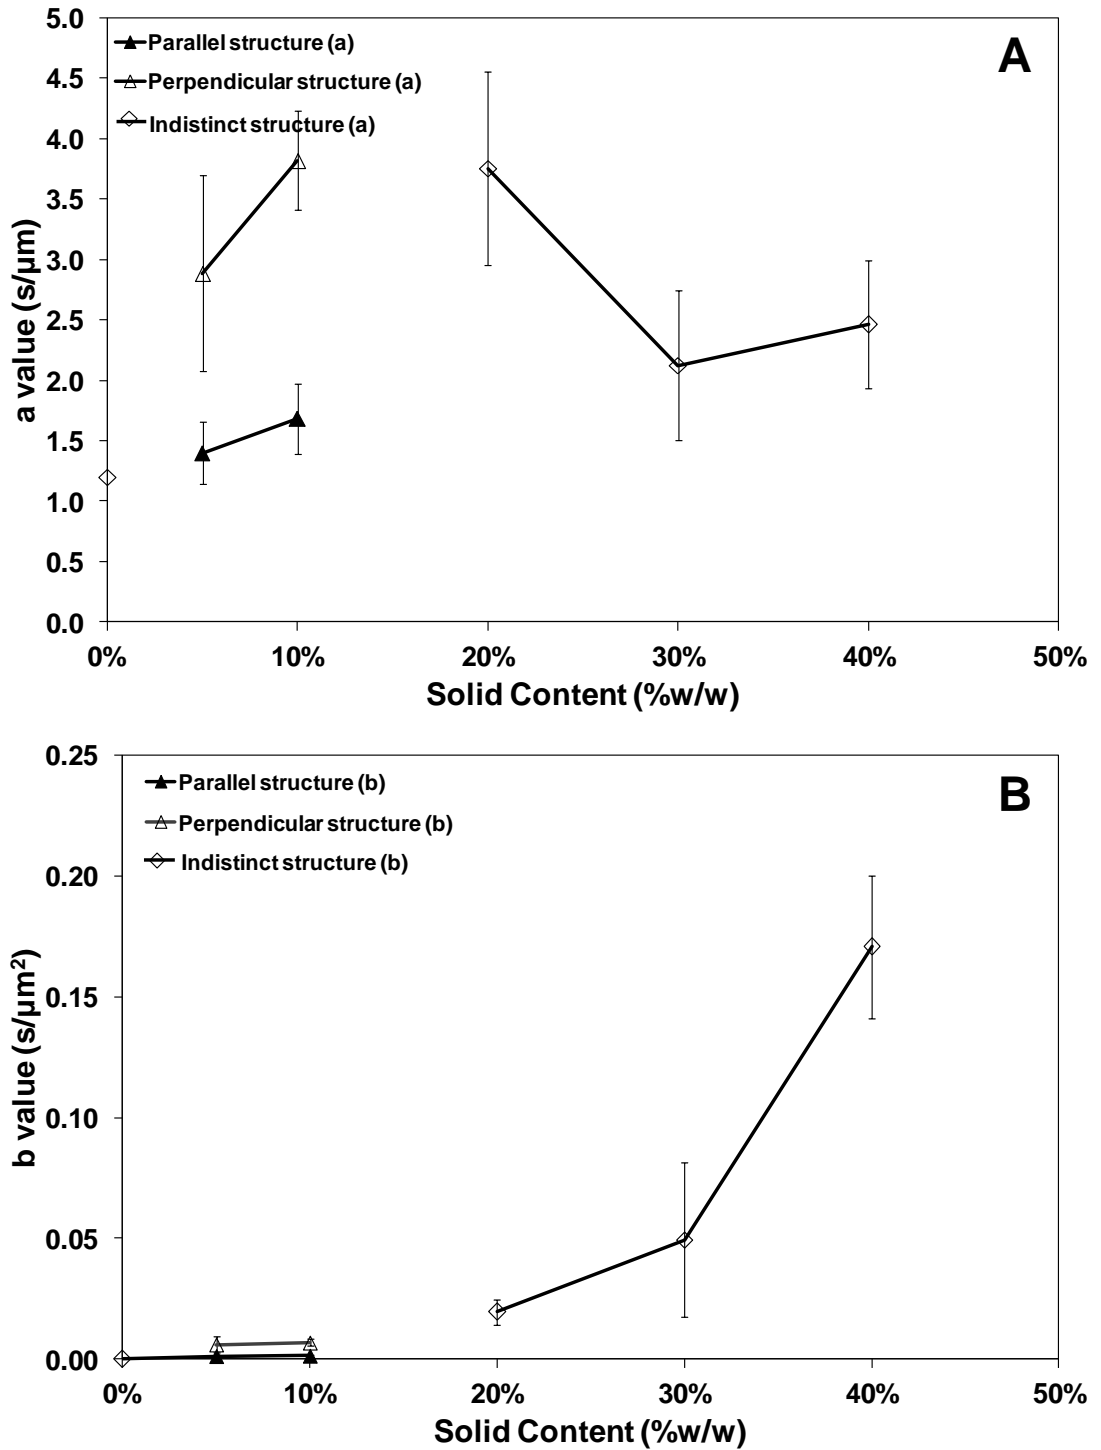 5.0
4.5
4.0
3.5
3.0
2.5
2.0
1.5
1.0
0.5
0.0
a value (s/µm)
Parallel structure (a)
Perpendicular structure (a)
Indistinct structure (a)
A
0% 10% 20% 30% 40% 50%
Solid Content (%w/w)
0.25
0.20
0.15
0.10
0.05
0.00
b value (s/µm²)
Parallel structure (b)
Perpendicular structure (b)
Indistinct structure (b)
B
0% 10% 20% 30% 40% 50%
Solid Content (%w/w)